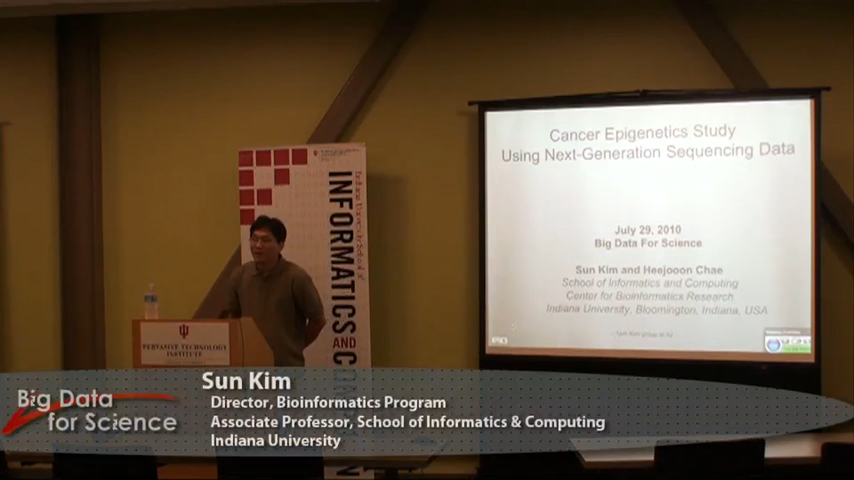 Cancer Epigenetics Study
Using Next-Generation Sequencing Data
July 29, 2010
Big Data For Science
Sun Kim and Heejooon Chae
School of Informatics and Computing
Center for Bioinformatics Research
Indiana University, Bloomington, Indiana, USA
INFORMATICS
AND
PERVASIVE TECHNOLOGY
INSTITUTE
Big Data
for Science
Sun Kim
Director, Bioinformatics Program
Associate Professor, School of Informatics & Computing
Indiana University